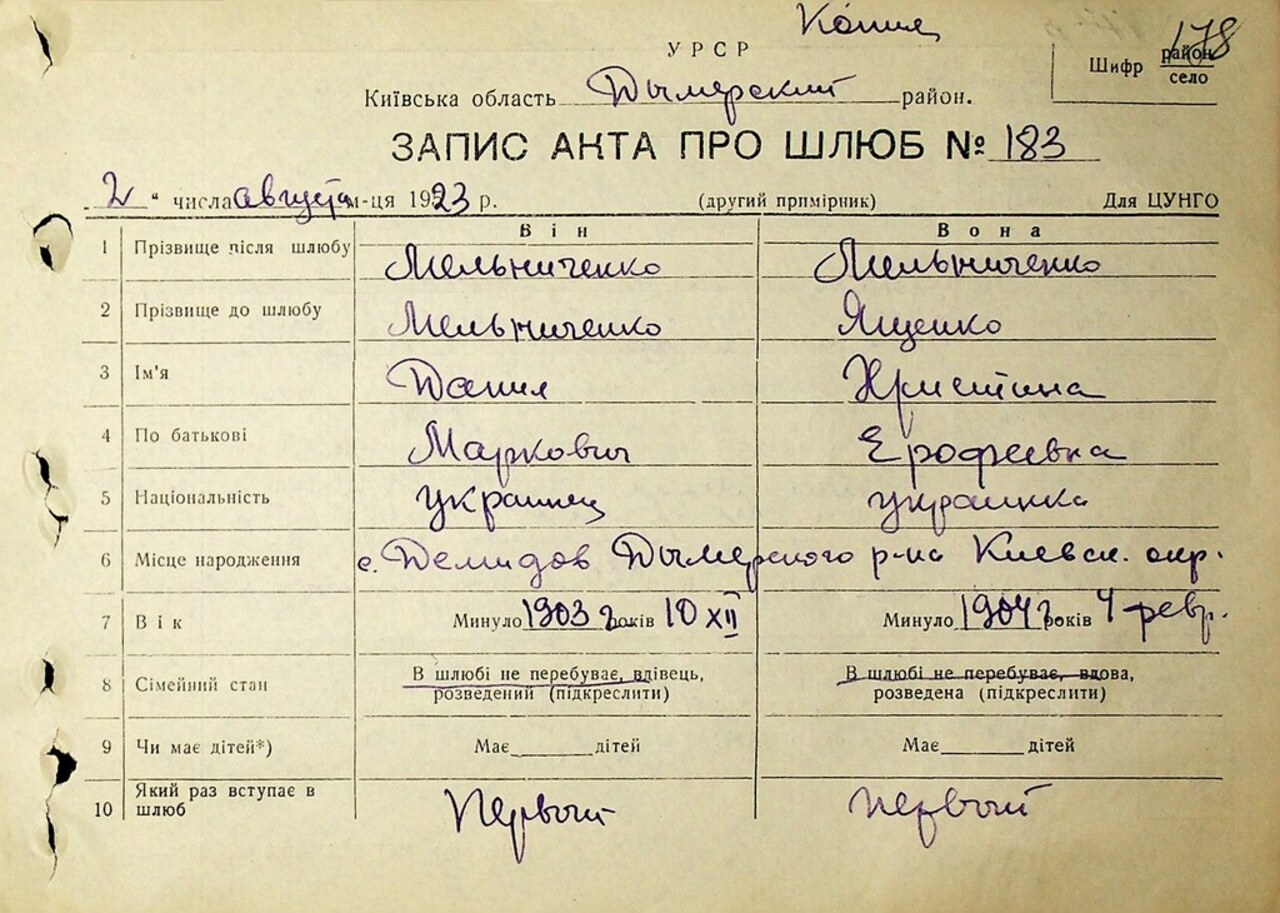 Копия
178
УРСР
Шифр район село
Київська область Дымерский район.
ЗАПИС АКТА ПРО ШЛЮБ № 183
2 " числа августа м-ця 1923 р. (другий примірник) Для ЦУНГО
Він Вона
1 Прізвище після шлюбу Мельниченко Мельниченко
2 Прізвище до шлюбу Мельниченко Ященко
3 Ім'я Данил Христина
4 По батькові Маркович Ерофеевна
5 Національність украинец украинка
6 Місце народження с. Демидов Дымерского р-на Киевск. окр.
7 Вік Минуло 1903 г років 10 XII Минуло 1904 г років 4 февр.
8 Сімейний стан В шлюбі не перебуває, вдівець, В шлюбі не перебуває, вдова,
розведений (підкреслити) розведена (підкреслити)
9 Чи має дітей*) Має дітей Має дітей
10 Який раз вступає в
шлюб Первый первый